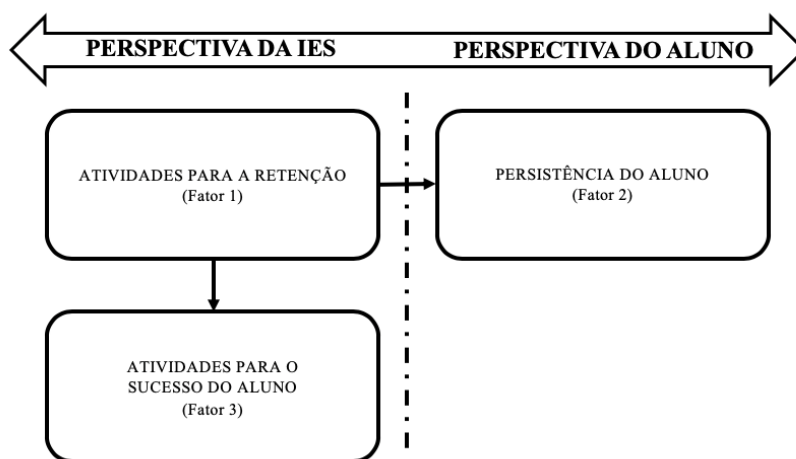 PERSPECTIVA DA IES
PERSPECTIVA DO ALUNO
ATIVIDADES PARA A RETENÇÃO
(Fator 1)
PERSISTÊNCIA DO ALUNO
(Fator 2)
ATIVIDADES PARA O
SUCESSO DO ALUNO
(Fator 3)